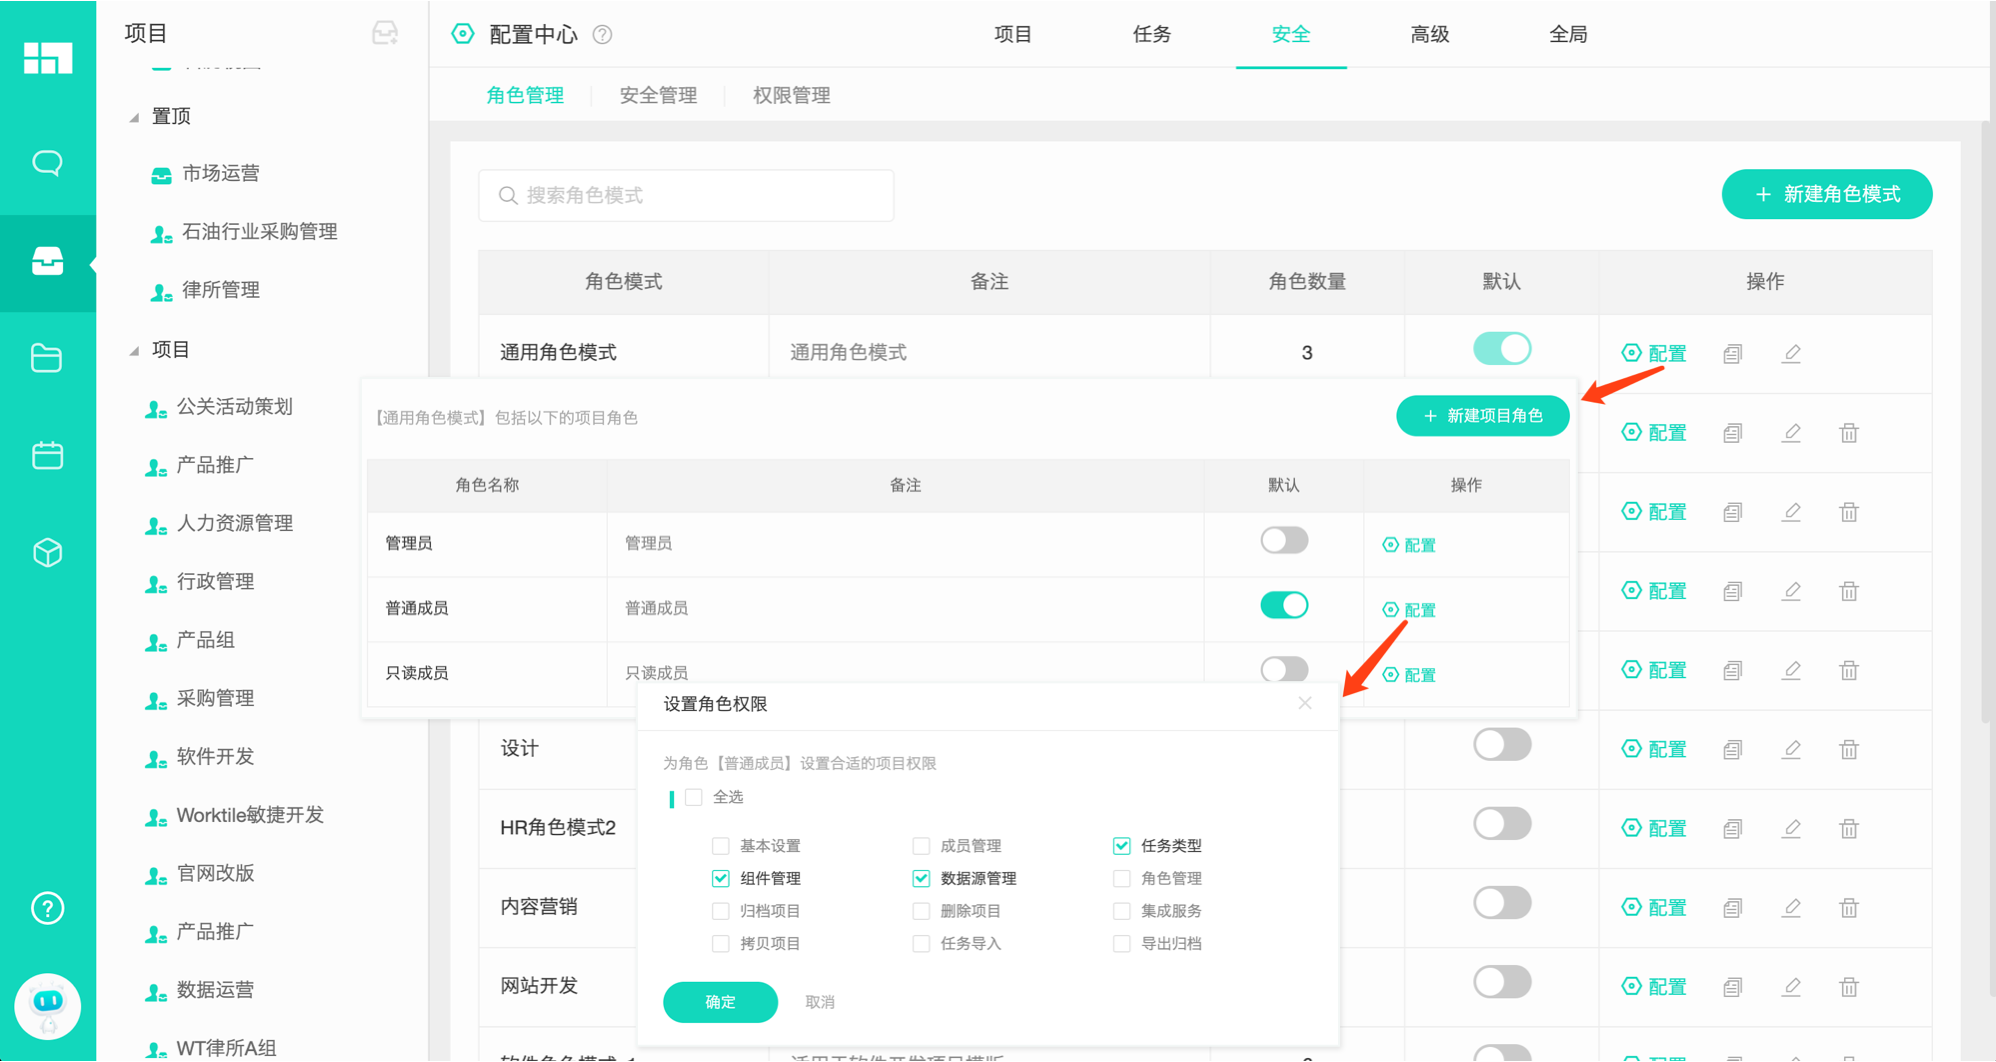 项目
置顶
市场运营
石油行业采购管理
律所管理
项目
公关活动策划
产品推广
人力资源管理
行政管理
产品组
采购管理
软件开发
Worktile敏捷开发
官网改版
产品推广
数据运营
WT律所A组
配置中心
项目 任务 安全 高级 全局
角色管理 安全管理 权限管理
搜索角色模式
+ 新建角色模式
角色模式 备注 角色数量 默认 操作
通用角色模式 通用角色模式 3 配置
配置
配置
配置
配置
【通用角色模式】包括以下的项目角色
+ 新建项目角色
角色名称 备注 默认 操作
管理员 管理员 配置
普通成员 普通成员 配置
只读成员 只读成员 配置
设计 配置
HR角色模式2 配置
内容营销 配置
网站开发 配置
设置角色权限
为角色【普通成员】设置合适的项目权限
全选
基本设置 成员管理 任务类型
组件管理 数据源管理 角色管理
归档项目 删除项目 集成服务
拷贝项目 任务导入 导出归档
确定 取消